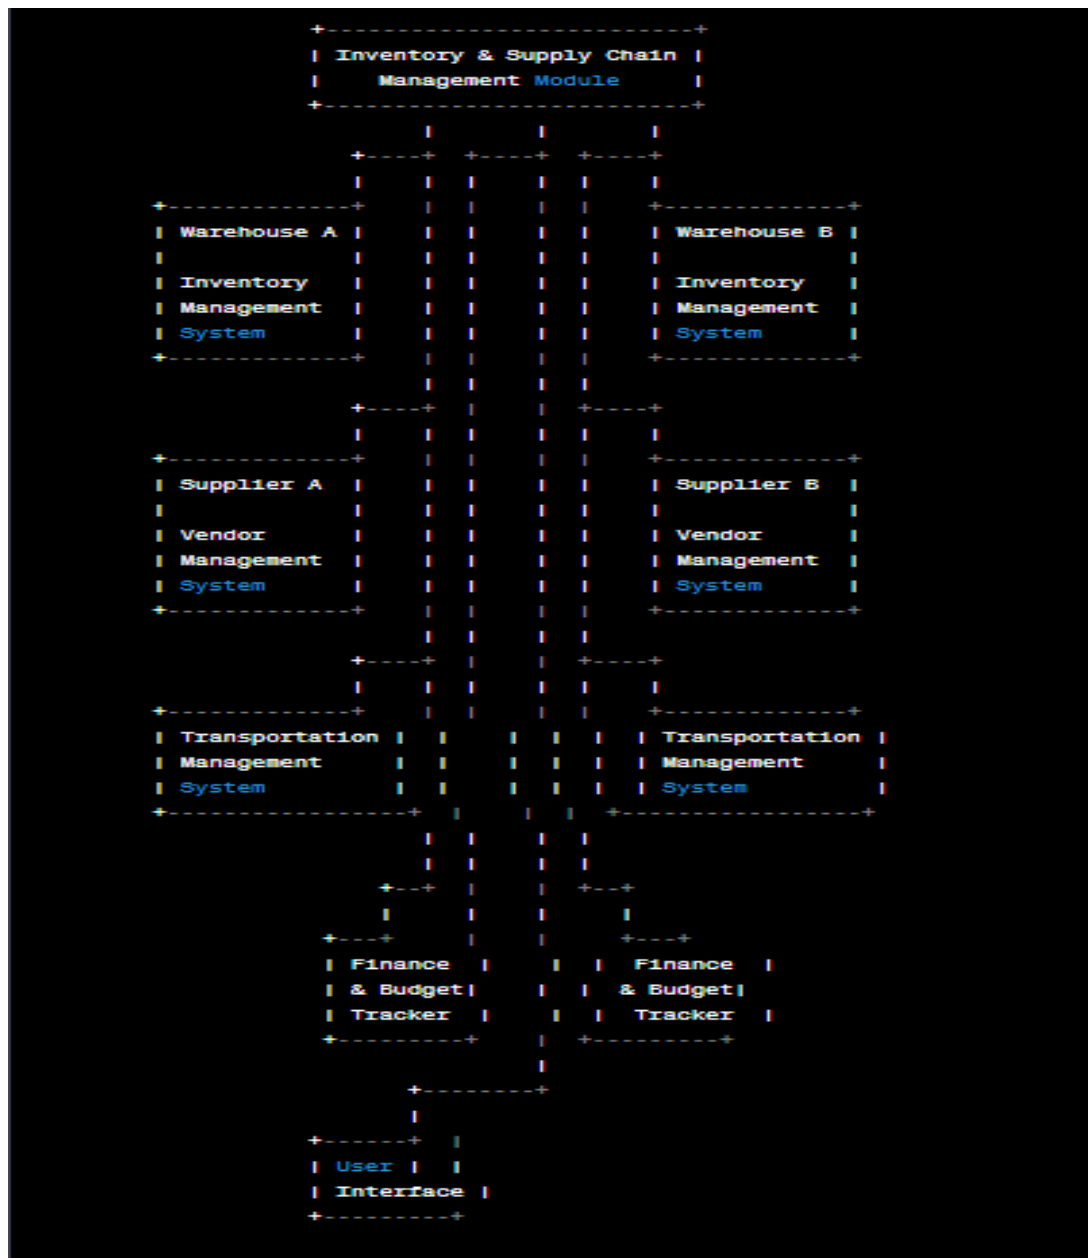 Inventory & Supply Chain
Management Module
Warehouse A
Inventory
Management
System
Warehouse B
Inventory
Management
System
Supplier A
Vendor
Management
System
Supplier B
Vendor
Management
System
Transportation
Management
System
Transportation
Management
System
Finance
& Budget
Tracker
Finance
& Budget
Tracker
User
Interface